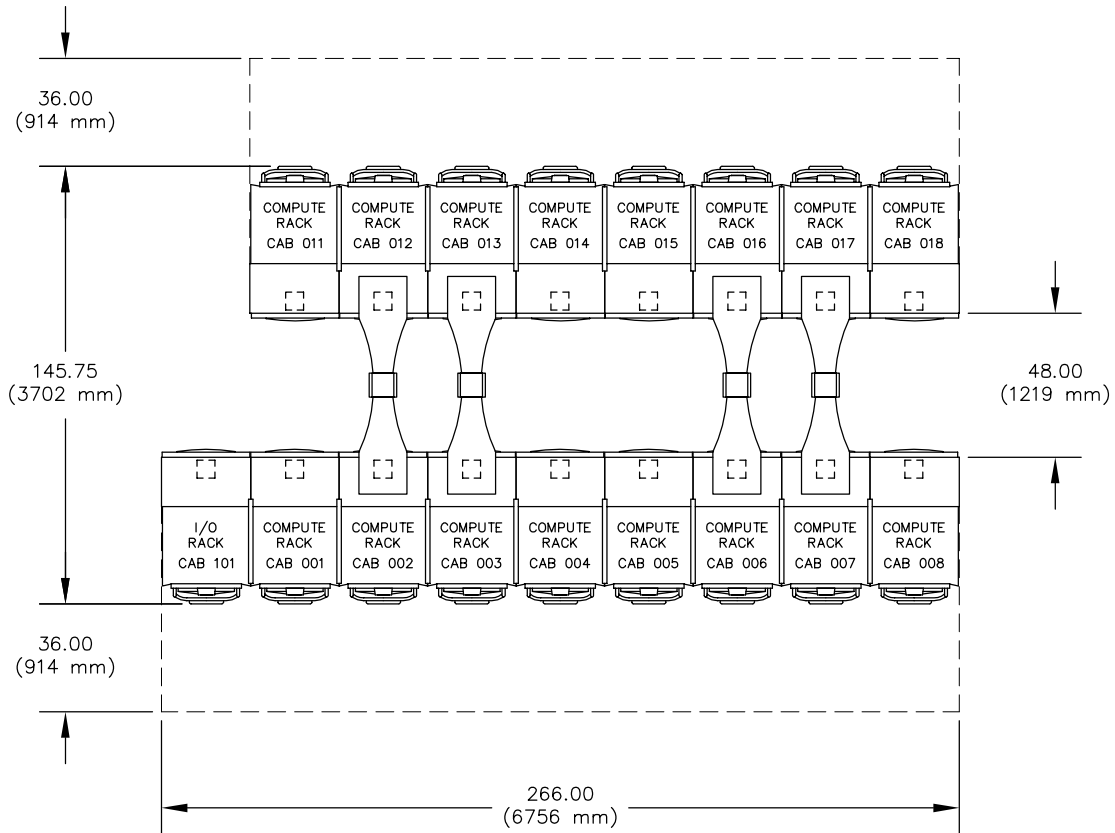 36.00
(914 mm)
COMPUTE
RACK
CAB 011
COMPUTE
RACK
CAB 012
COMPUTE
RACK
CAB 013
COMPUTE
RACK
CAB 014
COMPUTE
RACK
CAB 015
COMPUTE
RACK
CAB 016
COMPUTE
RACK
CAB 017
COMPUTE
RACK
CAB 018
145.75
(3702 mm)
48.00
(1219 mm)
I/O
RACK
CAB 101
COMPUTE
RACK
CAB 001
COMPUTE
RACK
CAB 002
COMPUTE
RACK
CAB 003
COMPUTE
RACK
CAB 004
COMPUTE
RACK
CAB 005
COMPUTE
RACK
CAB 006
COMPUTE
RACK
CAB 007
COMPUTE
RACK
CAB 008
36.00
(914 mm)
266.00
(6756 mm)